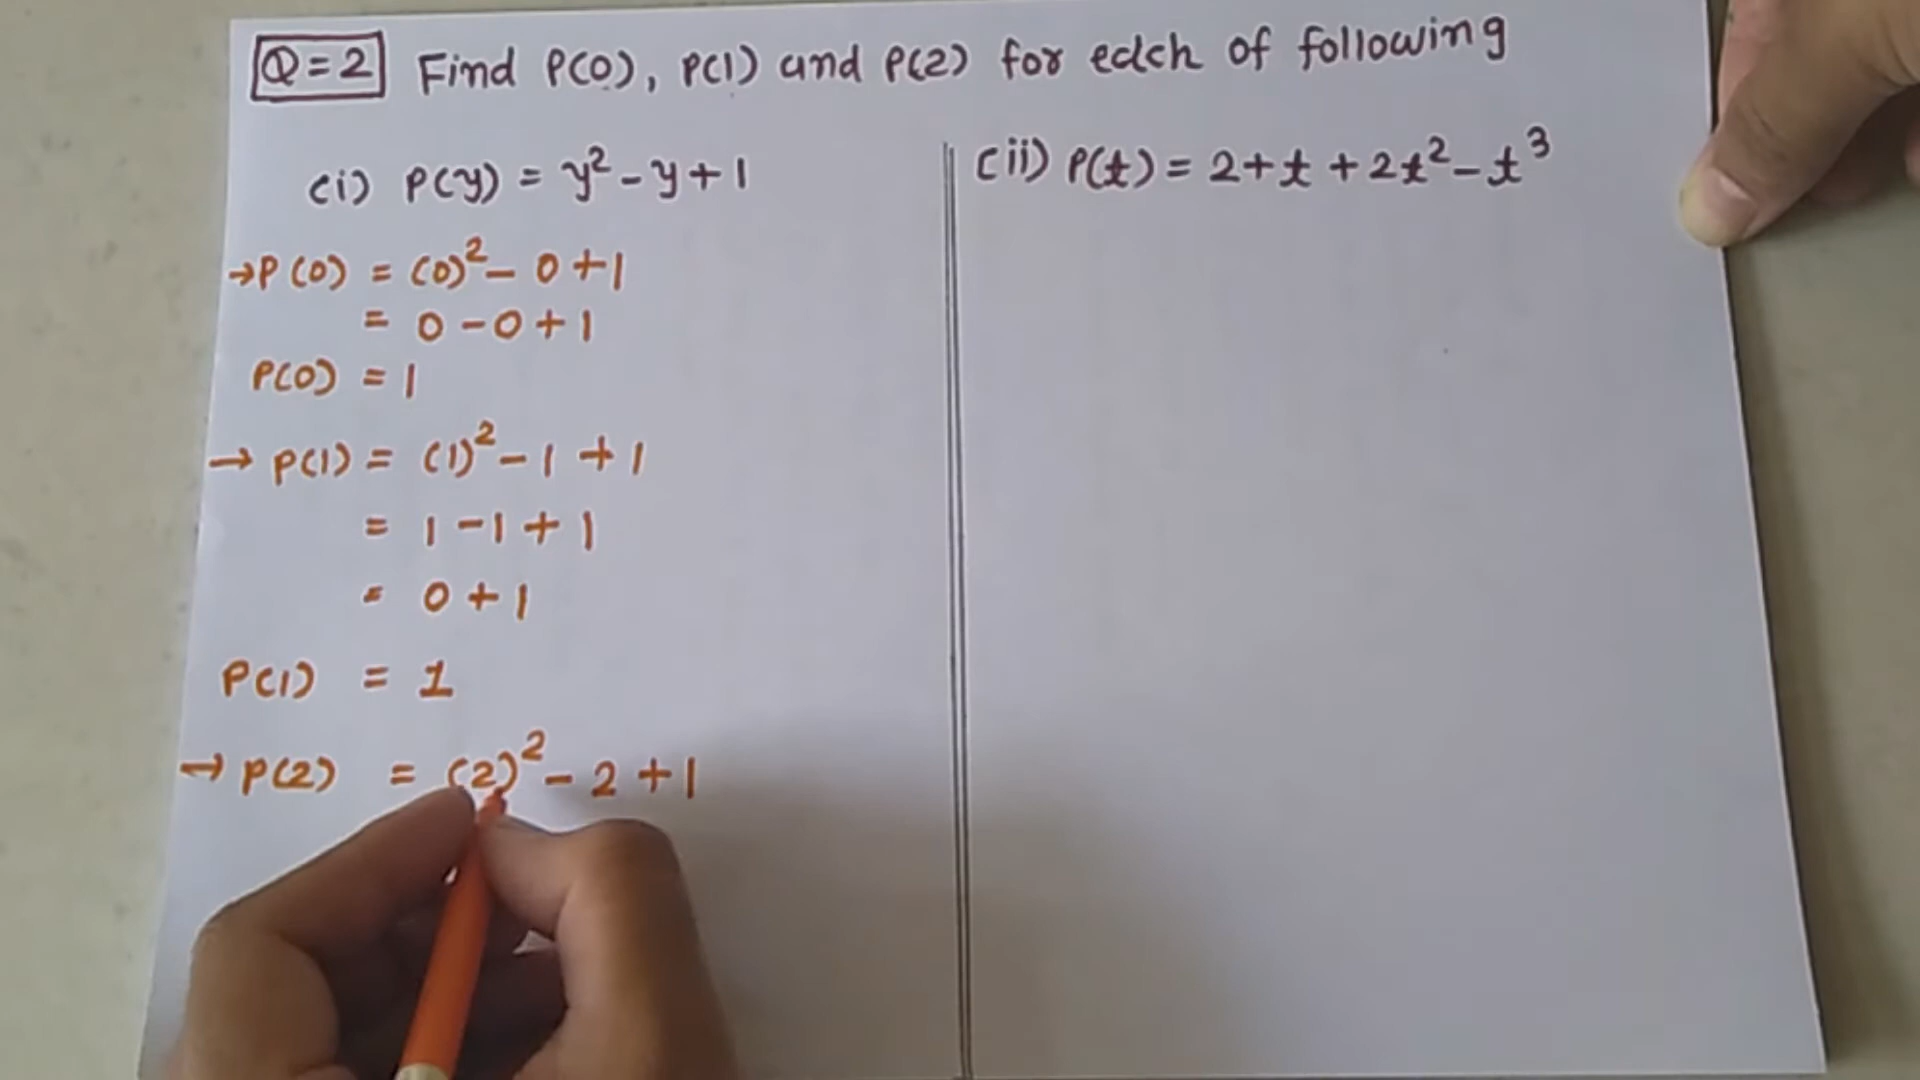 Q=2 Find P(0), P(1) and P(2) for each of following
(i) P(y) = y² - y + 1
→ P(0) = (0)² - 0 + 1
= 0 - 0 + 1
P(0) = 1
→ P(1) = (1)² - 1 + 1
= 1 - 1 + 1
= 0 + 1
P(1) = 1
→ P(2) = (2)² - 2 + 1
(ii) P(t) = 2 + t + 2t² - t³